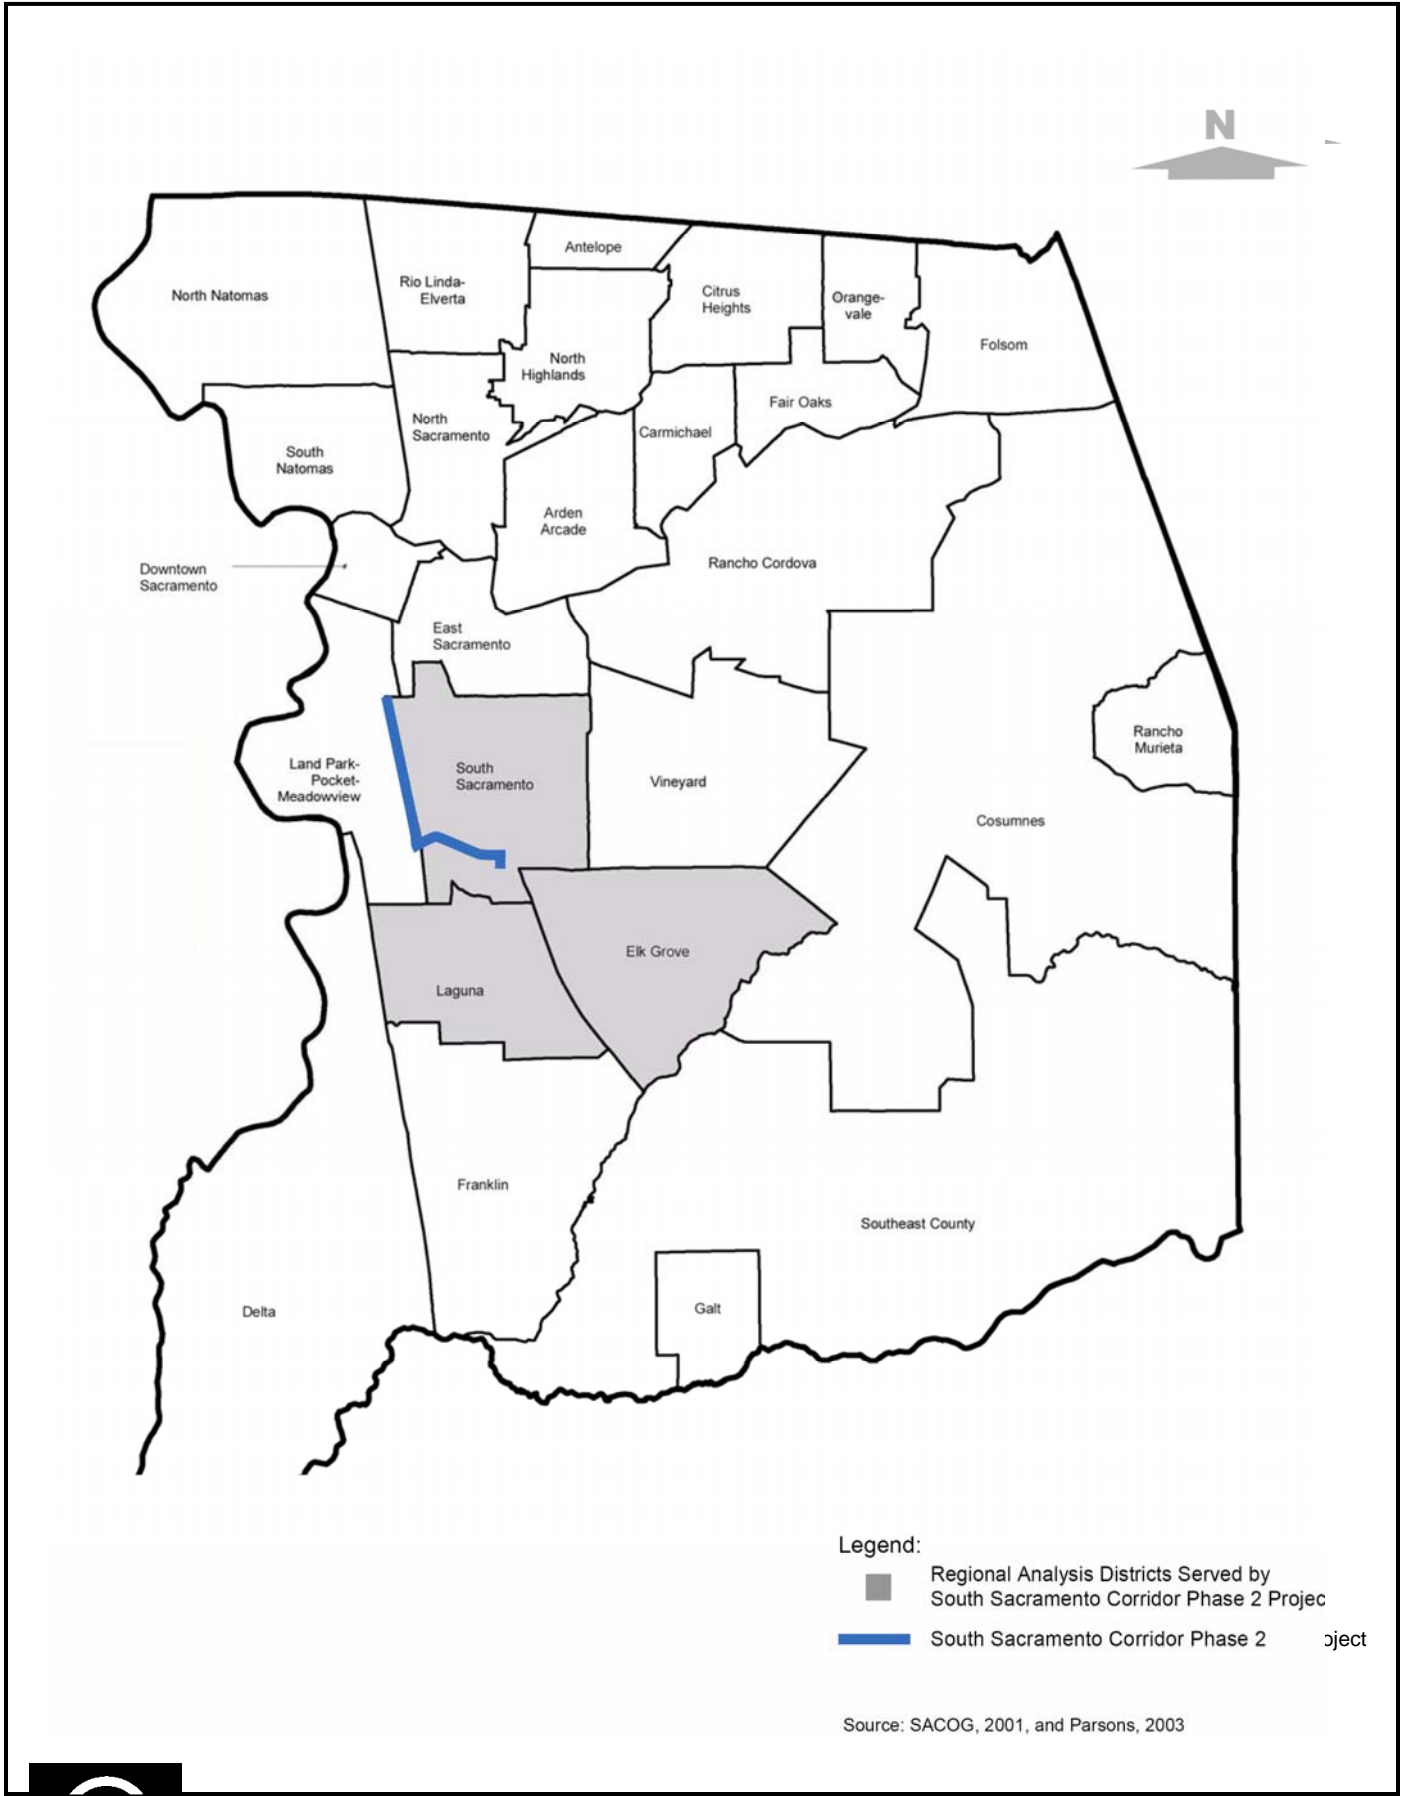 N
Antelope
North Natomas
Rio Linda-
Elverta
Citrus
Heights
Orange-
vale
Folsom
North
Highlands
Fair Oaks
North
Sacramento
Carmichael
South
Natomas
Arden
Arcade
Rancho Cordova
Downtown
Sacramento
East
Sacramento
Rancho
Murieta
Land Park-
Pocket-
Meadowview
South
Sacramento
Vineyard
Cosumnes
Elk Grove
Laguna
Franklin
Southeast County
Galt
Delta
Legend:
Regional Analysis Districts Served by
South Sacramento Corridor Phase 2 Projec
South Sacramento Corridor Phase 2 oject
Source: SACOG, 2001, and Parsons, 2003